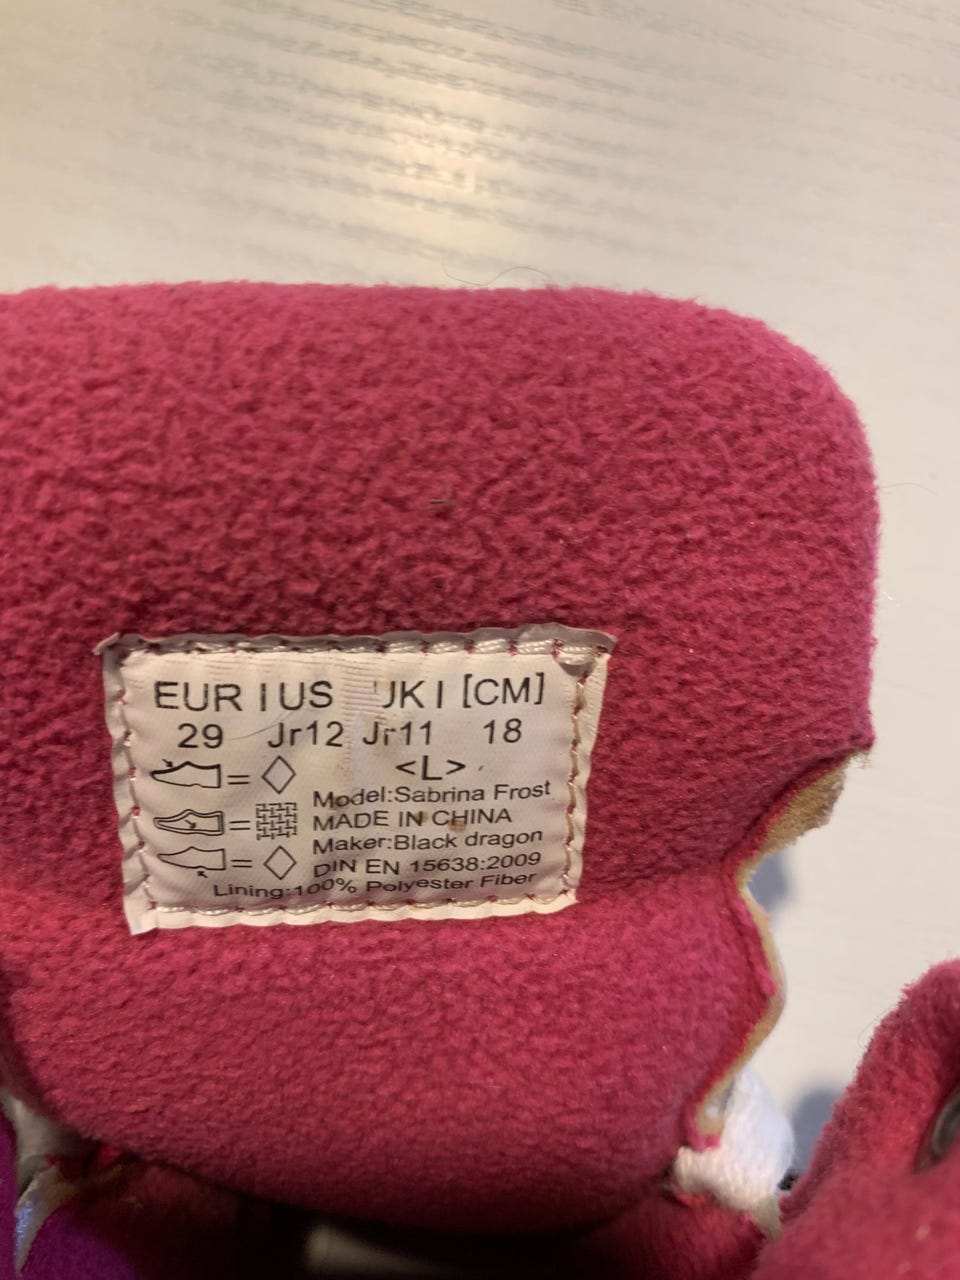 EUR I US UK I [CM]
29 Jr12 Jr11 18
<L>
Model:Sabrina Frost
MADE IN CHINA
Maker:Black dragon
DIN EN 15638:2009
Lining:100% Polyester Fiber